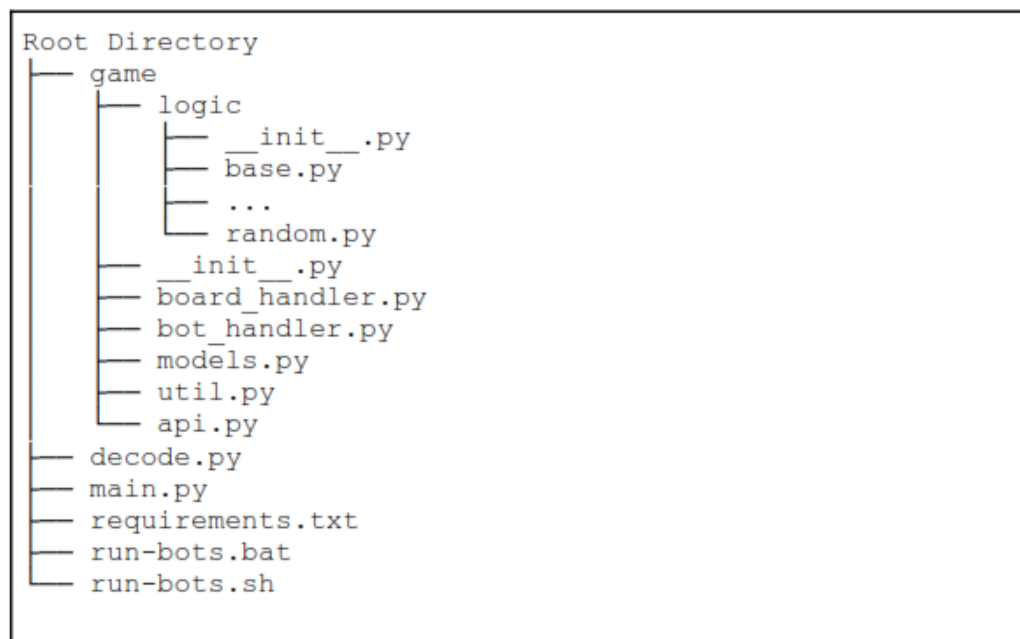 Root Directory
├── game
│   ├── logic
│   │   ├── __init__.py
│   │   ├── base.py
│   │   ├── ...
│   │   └── random.py
│   ├── __init__.py
│   ├── board_handler.py
│   ├── bot_handler.py
│   ├── models.py
│   ├── util.py
│   └── api.py
├── decode.py
├── main.py
├── requirements.txt
├── run-bots.bat
└── run-bots.sh